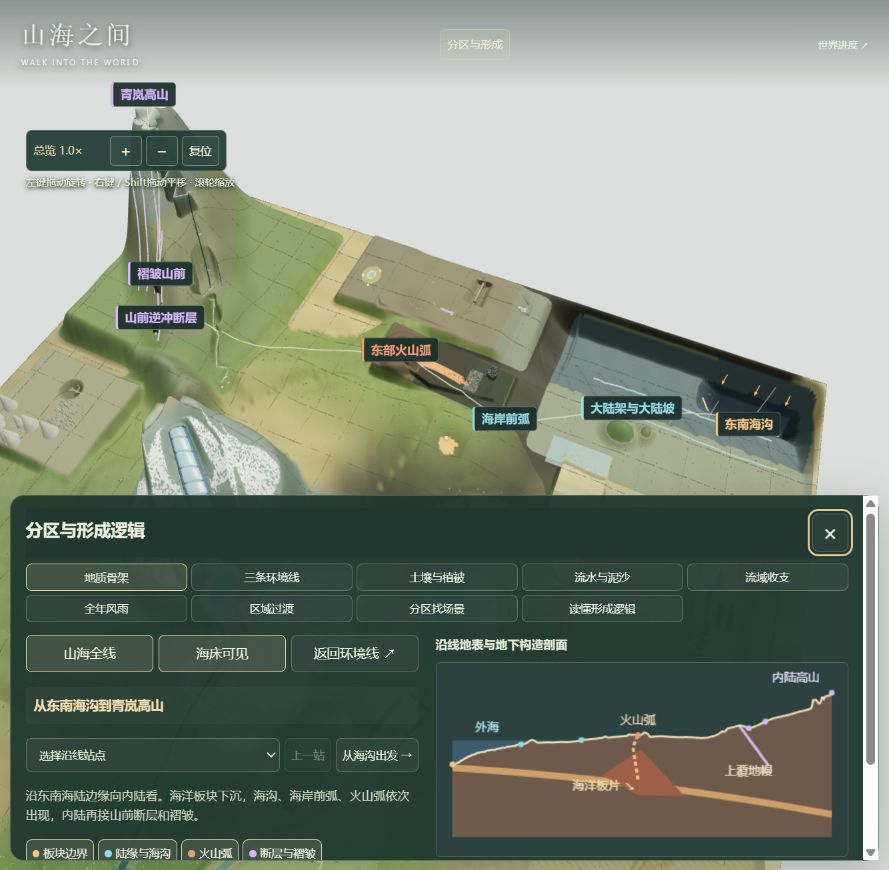 山海之间
WALK INTO THE WORLD
分区与形成
世界进度 ↗
青岚高山
总览 1.0×
+
−
复位
左键拖动旋转 · 右键 / Shift拖动平移 · 滚轮缩放
褶皱山前
山前逆冲断层
东部火山弧
海岸前弧
大陆架与大陆坡
东南海沟
分区与形成逻辑
×
地质骨架
三条环境线
土壤与植被
流水与泥沙
流域收支
全年风雨
区域过渡
分区找场景
读懂形成逻辑
山海全线
海床可见
返回环境线 ↗
从东南海沟到青岚高山
选择沿线站点
上一站
从海沟出发 →
沿东南海陆边缘向内陆看。海洋板块下沉，海沟、海岸前弧、火山弧依次
出现，内陆再接山前断层和褶皱。
板块边界
陆缘与海沟
火山弧
断层与褶皱
沿线地表与地下构造剖面
内陆高山
外海
火山弧
海洋板片